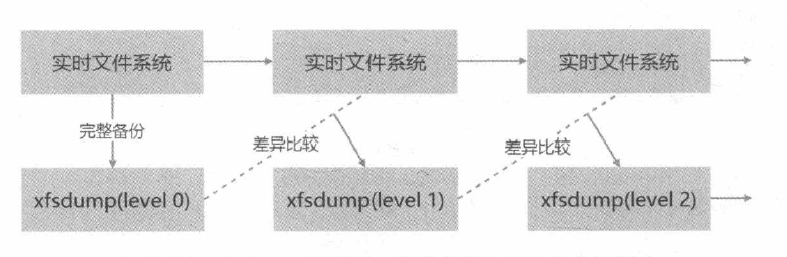 实时文件系统 实时文件系统 实时文件系统
完整备份
差异比较 差异比较
xfsdump(level 0) xfsdump(level 1) xfsdump(level 2)